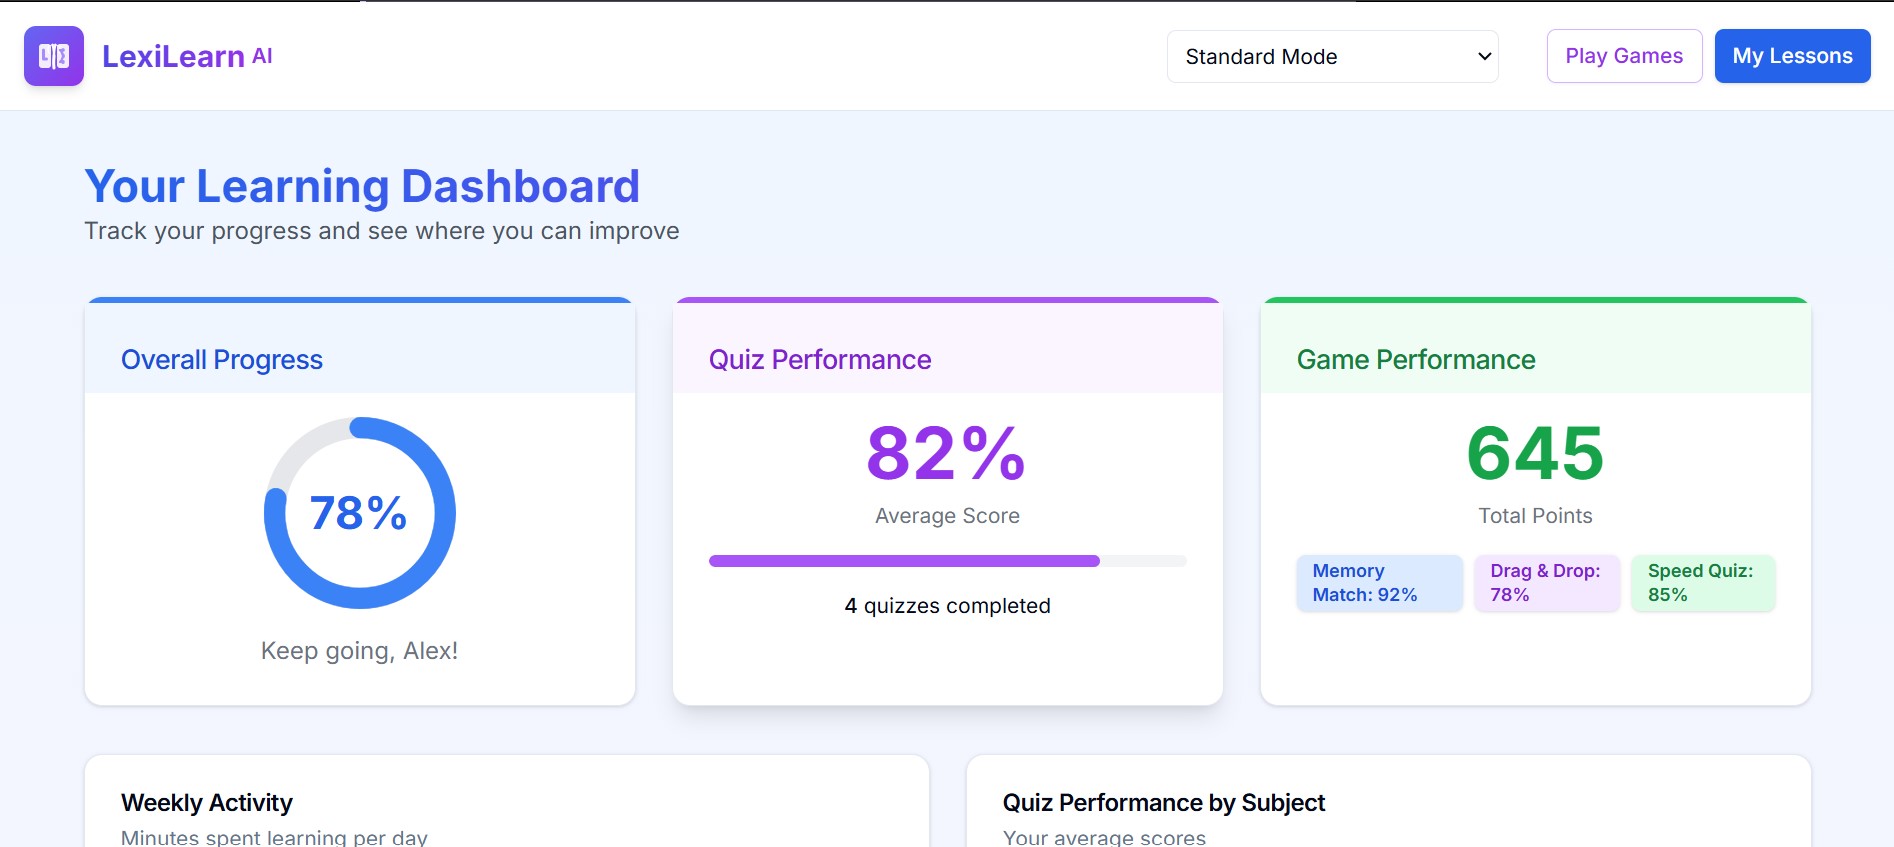 LexiLearn AI
Standard Mode
Play Games
My Lessons
Your Learning Dashboard
Track your progress and see where you can improve
Overall Progress
78%
Keep going, Alex!
Quiz Performance
82%
Average Score
4 quizzes completed
Game Performance
645
Total Points
Memory
Match: 92%
Drag & Drop:
78%
Speed Quiz:
85%
Weekly Activity
Minutes spent learning per day
Quiz Performance by Subject
Your average scores